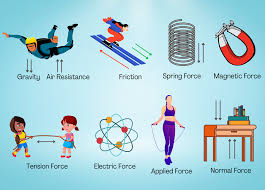 Gravity Air Resistance Friction Spring Force Magnetic Force
Tension Force Electric Force Applied Force Normal Force